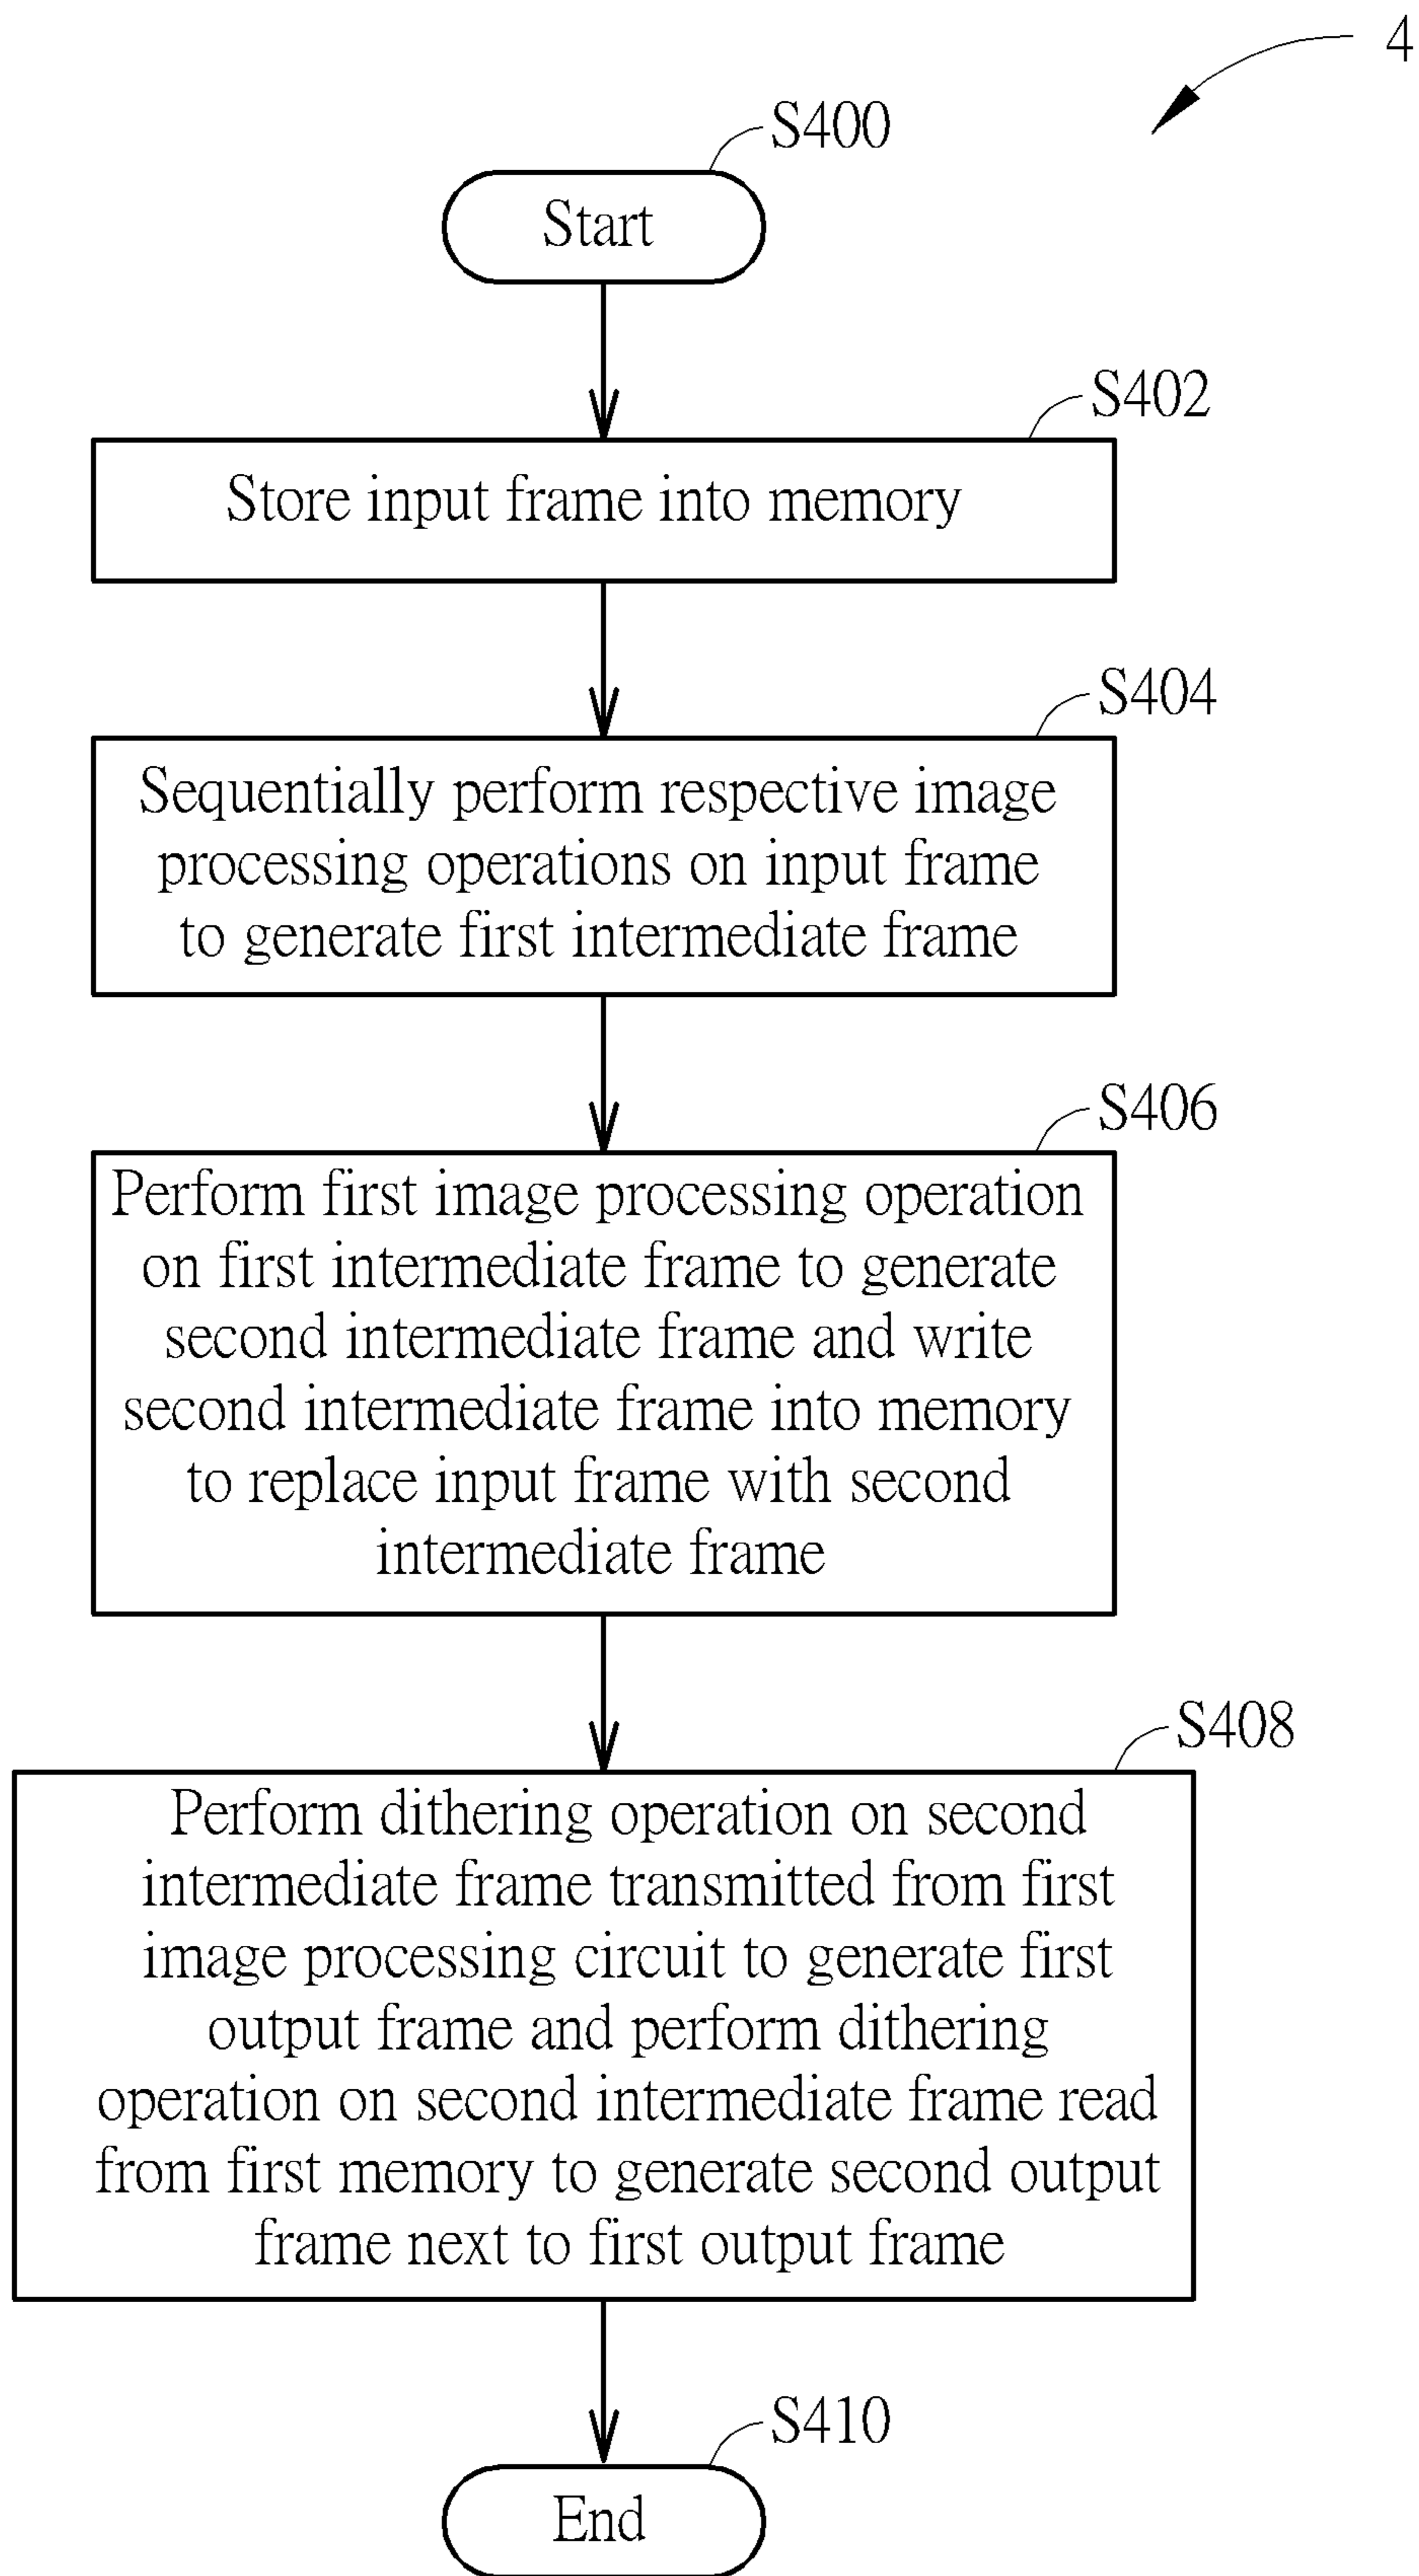 4
S400
Start
S402
Store input frame into memory
S404
Sequentially perform respective image
processing operations on input frame
to generate first intermediate frame
S406
Perform first image processing operation
on first intermediate frame to generate
second intermediate frame and write
second intermediate frame into memory
to replace input frame with second
intermediate frame
S408
Perform dithering operation on second
intermediate frame transmitted from first
image processing circuit to generate first
output frame and perform dithering
operation on second intermediate frame read
from first memory to generate second output
frame next to first output frame
S410
End